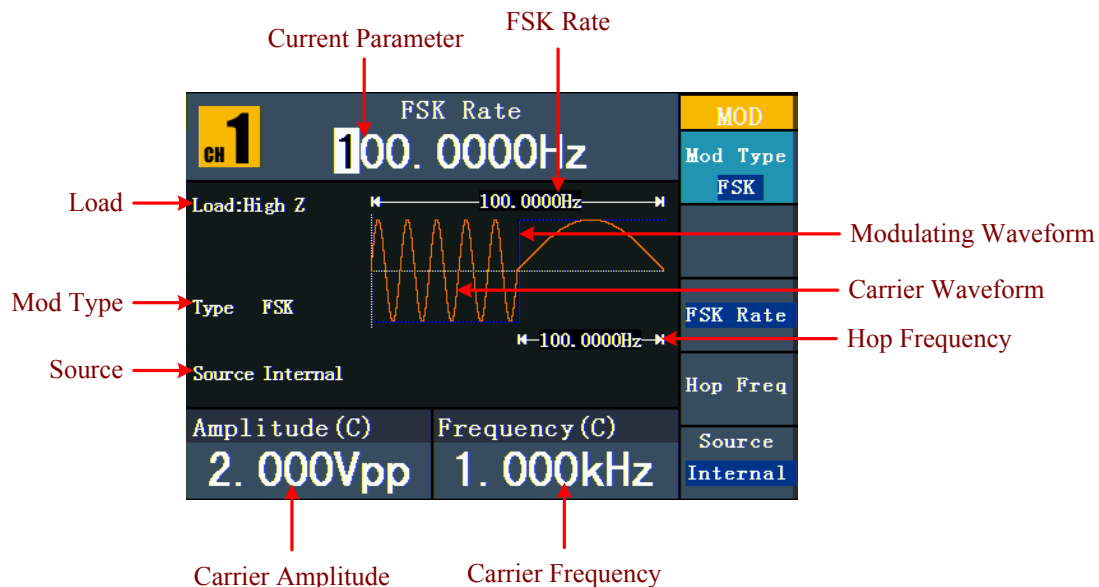 FSK Rate
Current Parameter
CH 1
FSK Rate
100.0000Hz
MOD
Mod Type
FSK
Load
Load:High Z
100.0000Hz
Modulating Waveform
Carrier Waveform
Mod Type
Type FSK
FSK Rate
100.0000Hz
Hop Frequency
Source
Source Internal
Hop Freq
Amplitude(C)
2.000Vpp
Frequency(C)
1.000kHz
Source
Internal
Carrier Amplitude
Carrier Frequency